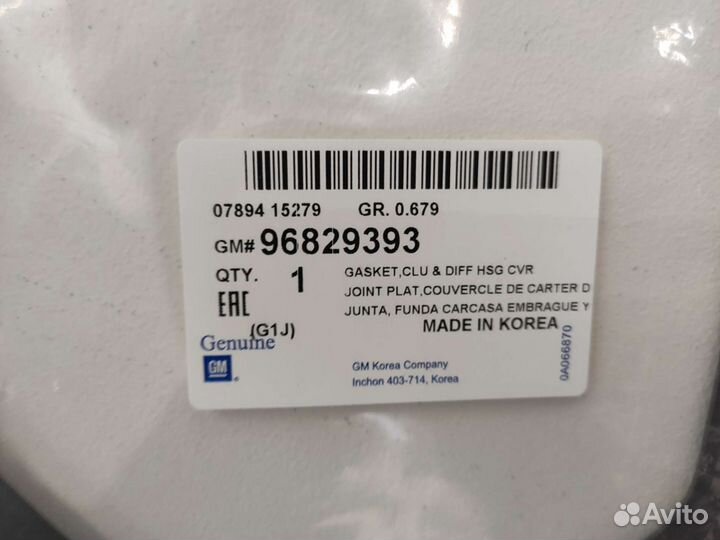 07894 15279 GR. 0.679
GM# 96829393
QTY. 1 GASKET,CLU & DIFF HSG CVR
JOINT PLAT,COUVERCLE DE CARTER D
EAC JUNTA, FUNDA CARCASA EMBRAGUE Y
(G1J) MADE IN KOREA
Genuine
GM
GM Korea Company
Inchon 403-714, Korea
0A066870
Avito